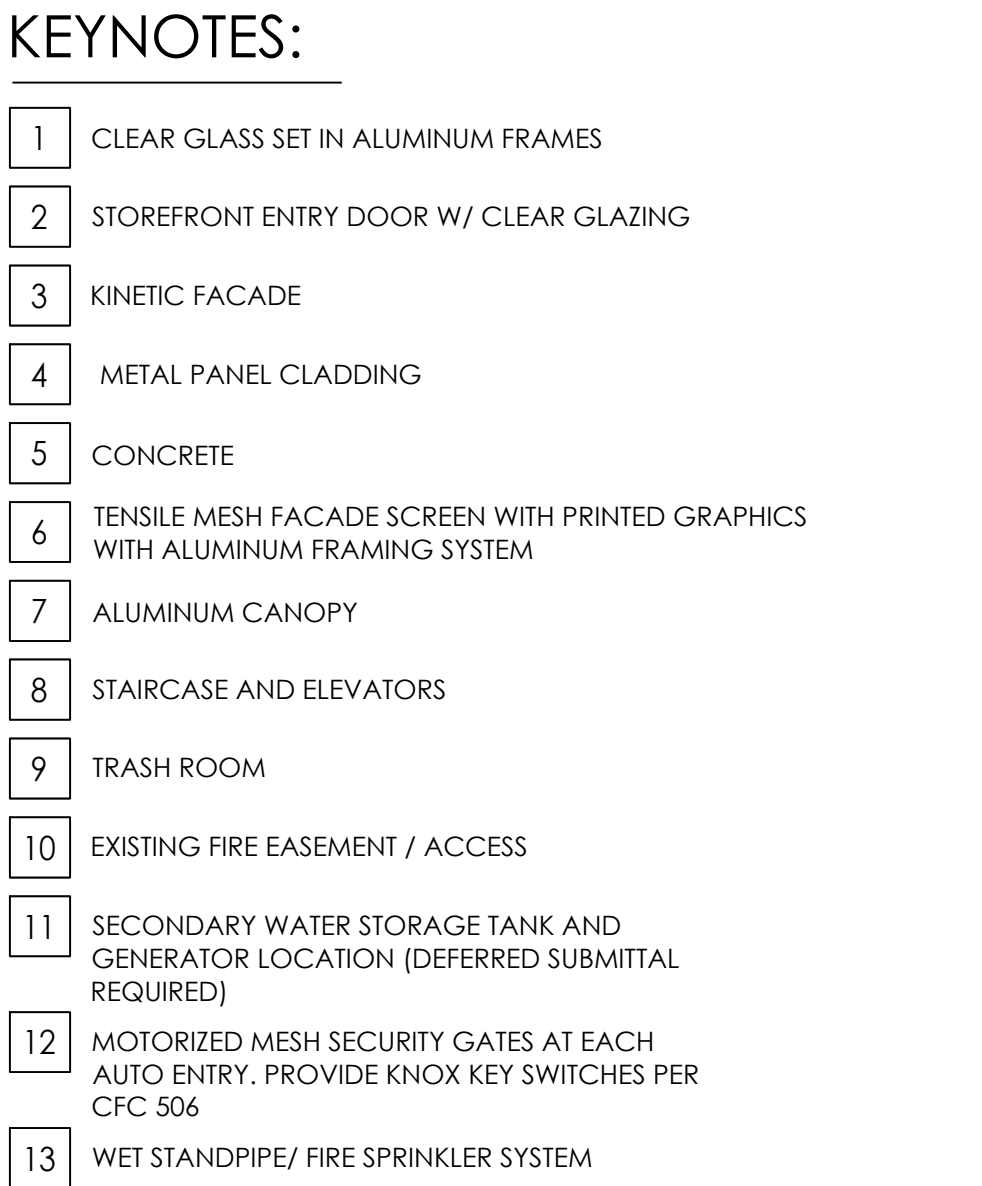 KEYNOTES:
1 CLEAR GLASS SET IN ALUMINUM FRAMES
2 STOREFRONT ENTRY DOOR W/ CLEAR GLAZING
3 KINETIC FACADE
4 METAL PANEL CLADDING
5 CONCRETE
6 TENSILE MESH FACADE SCREEN WITH PRINTED GRAPHICS
WITH ALUMINUM FRAMING SYSTEM
7 ALUMINUM CANOPY
8 STAIRCASE AND ELEVATORS
9 TRASH ROOM
10 EXISTING FIRE EASEMENT / ACCESS
11 SECONDARY WATER STORAGE TANK AND
GENERATOR LOCATION (DEFERRED SUBMITTAL
REQUIRED)
12 MOTORIZED MESH SECURITY GATES AT EACH
AUTO ENTRY. PROVIDE KNOX KEY SWITCHES PER
CFC 506
13 WET STANDPIPE/ FIRE SPRINKLER SYSTEM